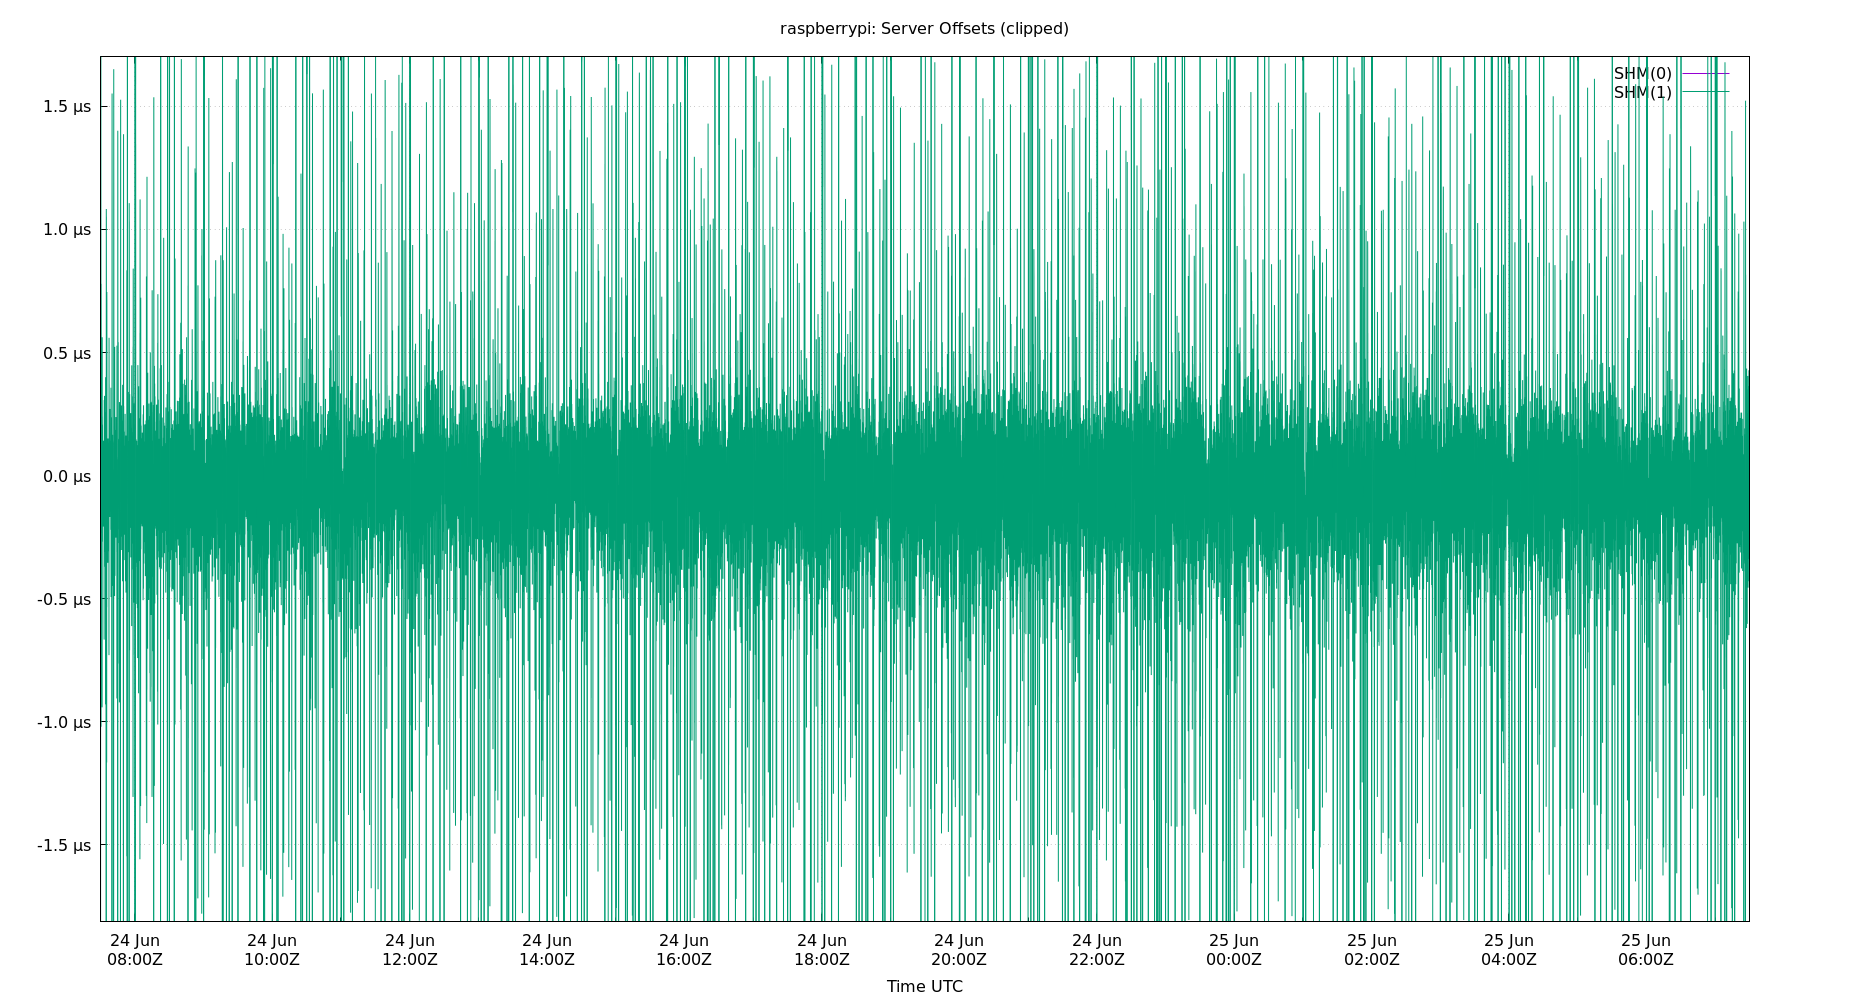 raspberrypi: Server Offsets (clipped)
SHM(0)
SHM(1)
1.5 µs
1.0 µs
0.5 µs
0.0 µs
-0.5 µs
-1.0 µs
-1.5 µs
24 Jun 24 Jun 24 Jun 24 Jun 24 Jun 24 Jun 24 Jun 24 Jun 25 Jun 25 Jun 25 Jun 25 Jun
08:00Z 10:00Z 12:00Z 14:00Z 16:00Z 18:00Z 20:00Z 22:00Z 00:00Z 02:00Z 04:00Z 06:00Z
Time UTC